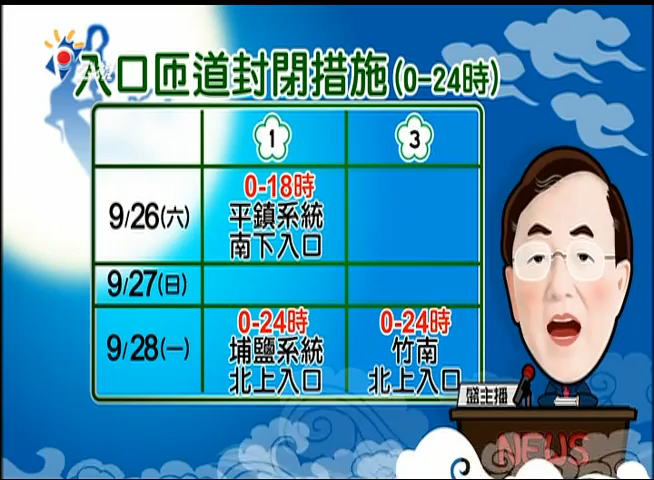 入口匝道封閉措施(0-24時)
1
3
9/26(六)
0-18時
平鎮系統
南下入口
9/27(日)
9/28(一)
0-24時
埔鹽系統
北上入口
0-24時
竹南
北上入口
盛主播
NEWS